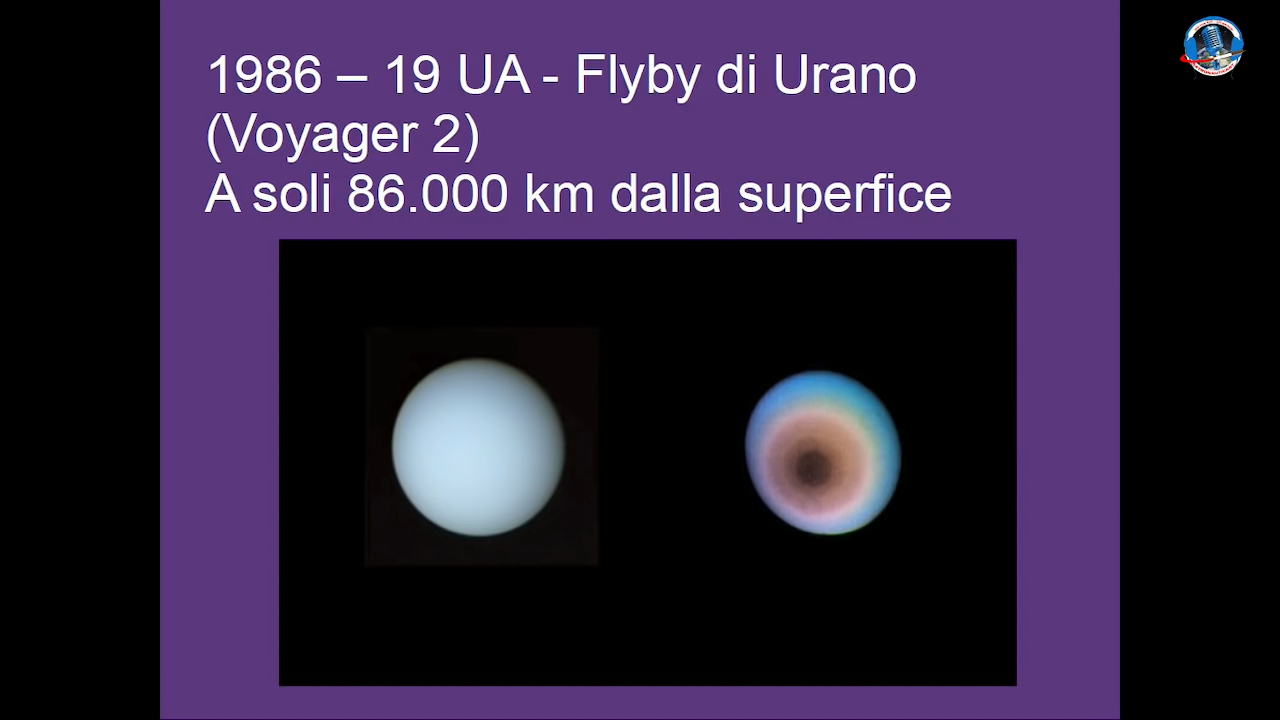 1986 – 19 UA - Flyby di Urano
(Voyager 2)
A soli 86.000 km dalla superfice